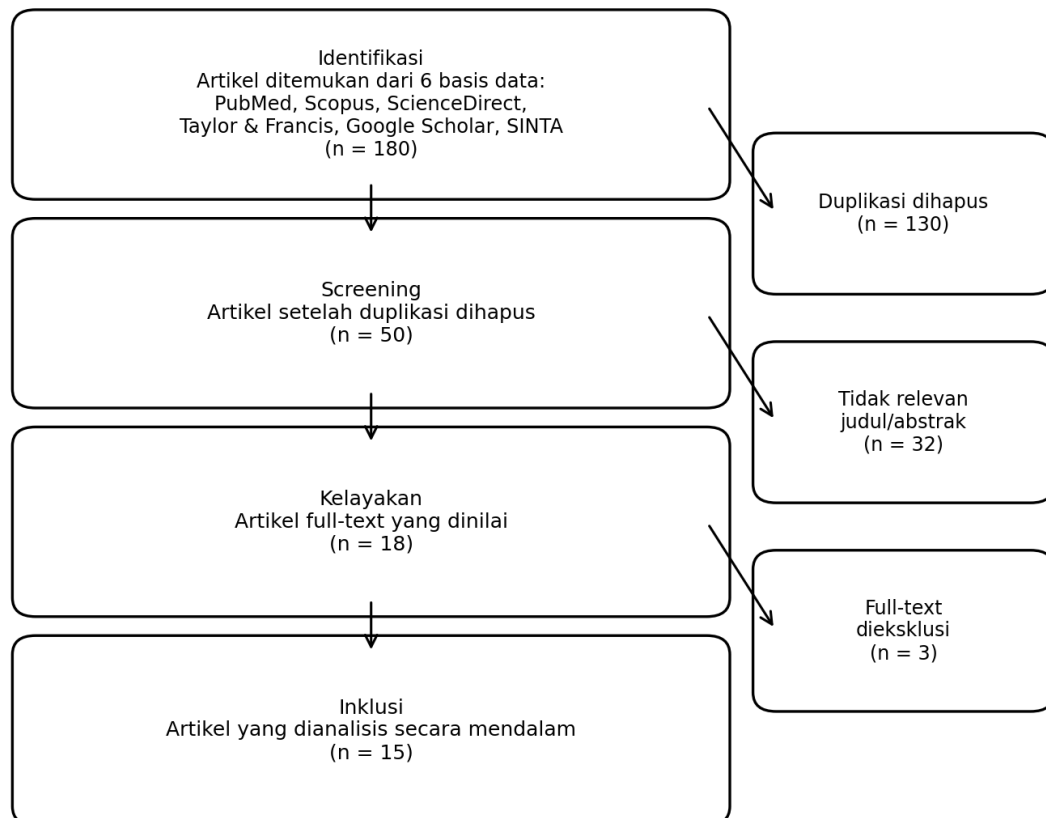 Identifikasi
Artikel ditemukan dari 6 basis data:
PubMed, Scopus, ScienceDirect,
Taylor & Francis, Google Scholar, SINTA
(n = 180)
Duplikasi dihapus
(n = 130)
Screening
Artikel setelah duplikasi dihapus
(n = 50)
Tidak relevan
judul/abstrak
(n = 32)
Kelayakan
Artikel full-text yang dinilai
(n = 18)
Full-text
dieksklusi
(n = 3)
Inklusi
Artikel yang dianalisis secara mendalam
(n = 15)